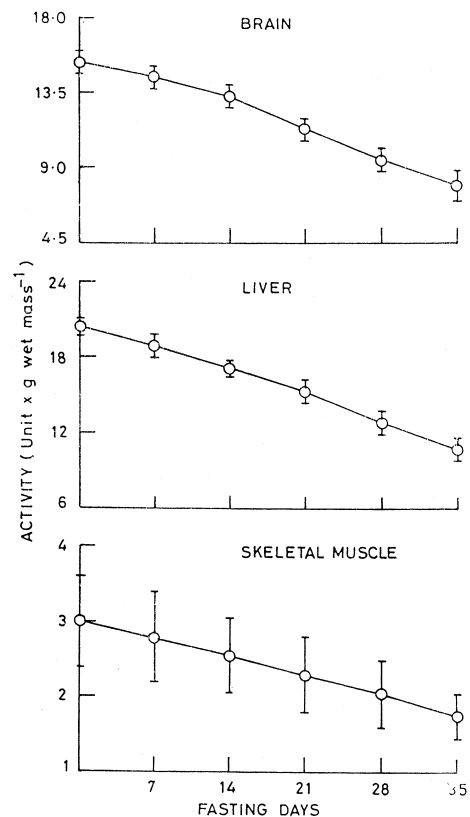 18·0
BRAIN
13·5
9·0
4·5
24
LIVER
18
12
6
ACTIVITY ( Unit x g wet mass⁻¹ )
4
SKELETAL MUSCLE
3
2
1
7 14 21 28 35
FASTING DAYS